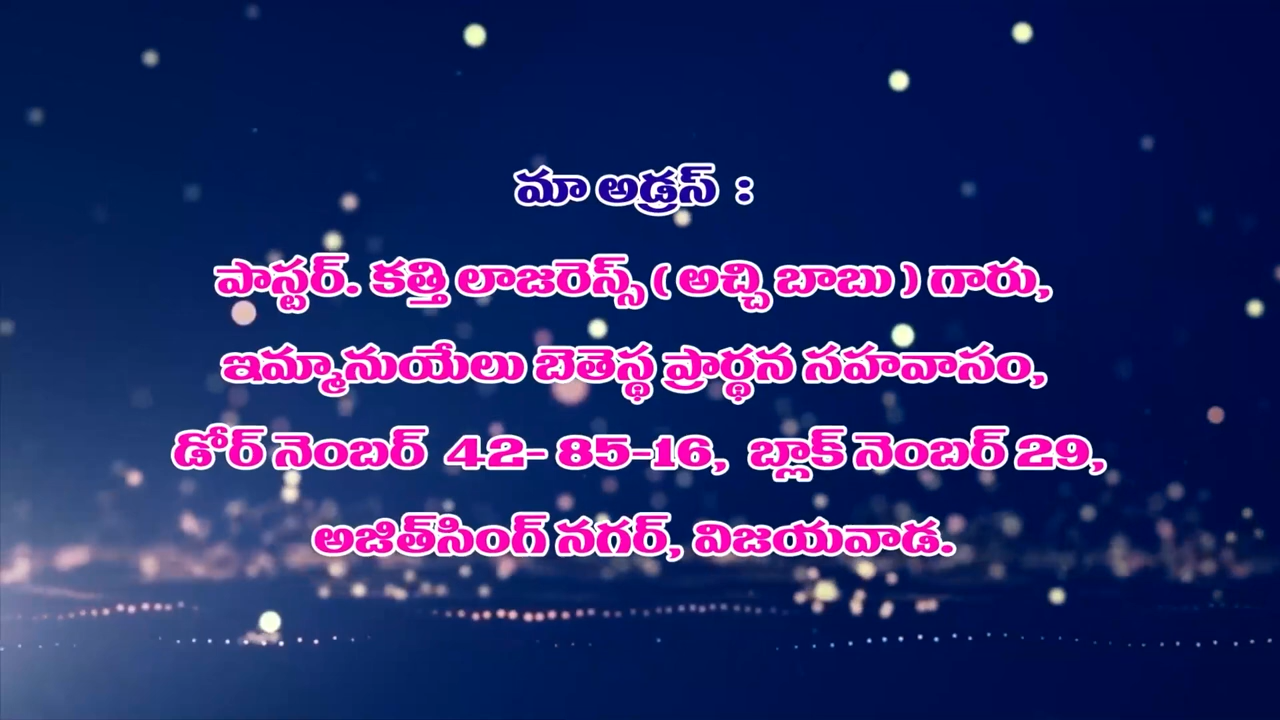 మా అడ్రస్ :
పాస్టర్. కత్తి లాజరెన్స్ ( అచ్చి బాబు ) గారు,
ఇమ్మానుయేలు బెతెస్థ ప్రార్థన సహవాసం,
డోర్ నెంబర్ 42- 85-16, బ్లాక్ నెంబర్ 29,
అజిత్‌సింగ్ నగర్, విజయవాడ.